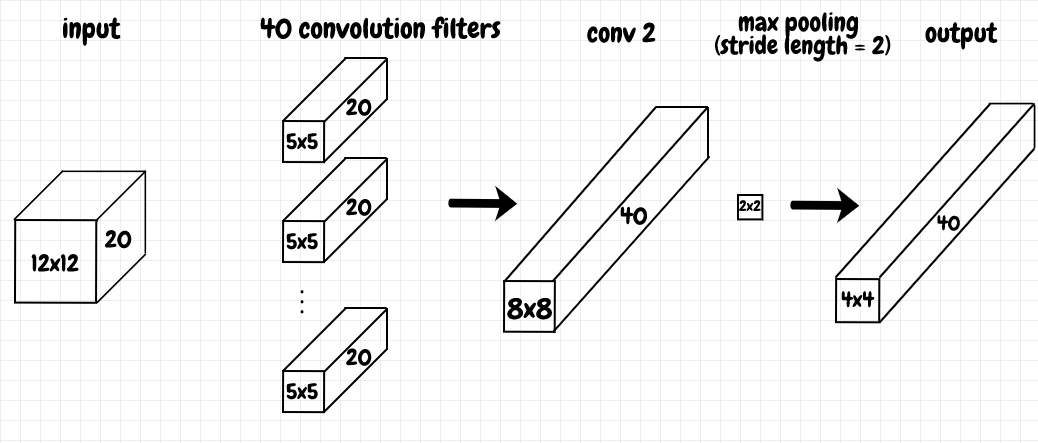 input
40 convolution filters
conv 2
max pooling
(stride length = 2)
output
12x12
20
5x5
20
5x5
20
⋮
5x5
20
8x8
40
2x2
4x4
40